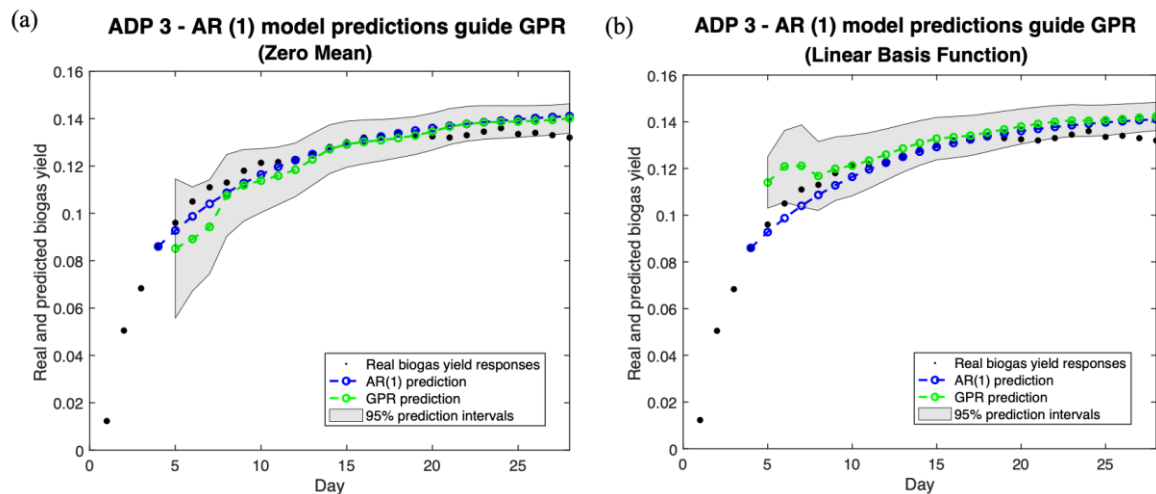 (a)
ADP 3 - AR (1) model predictions guide GPR
(Zero Mean)
Real and predicted biogas yield
0.16
0.14
0.12
0.1
0.08
0.06
0.04
0.02
0
Real biogas yield responses
AR(1) prediction
GPR prediction
95% prediction intervals
0 5 10 15 20 25
Day
(b)
ADP 3 - AR (1) model predictions guide GPR
(Linear Basis Function)
Real and predicted biogas yield
0.16
0.14
0.12
0.1
0.08
0.06
0.04
0.02
0
Real biogas yield responses
AR(1) prediction
GPR prediction
95% prediction intervals
0 5 10 15 20 25
Day